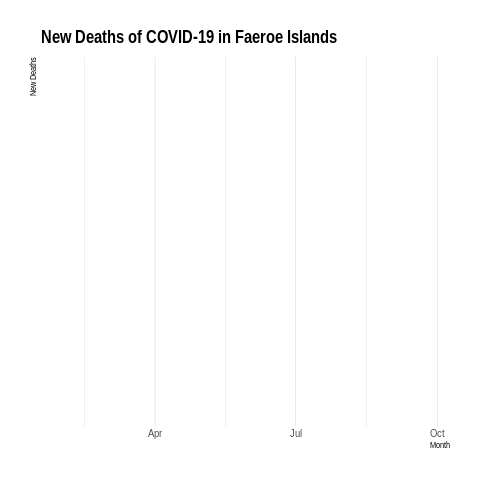 New Deaths of COVID-19 in Faeroe Islands
New Deaths
Apr Jul Oct
Month